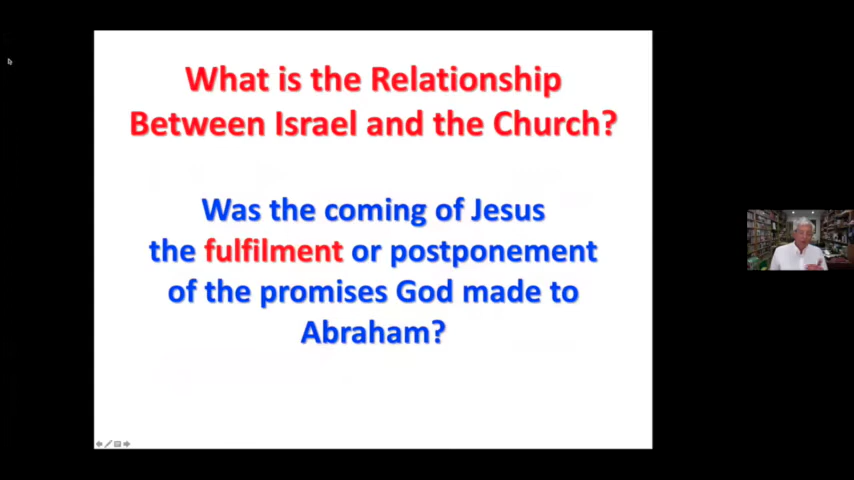 What is the Relationship
Between Israel and the Church?
Was the coming of Jesus
the fulfilment or postponement
of the promises God made to
Abraham?